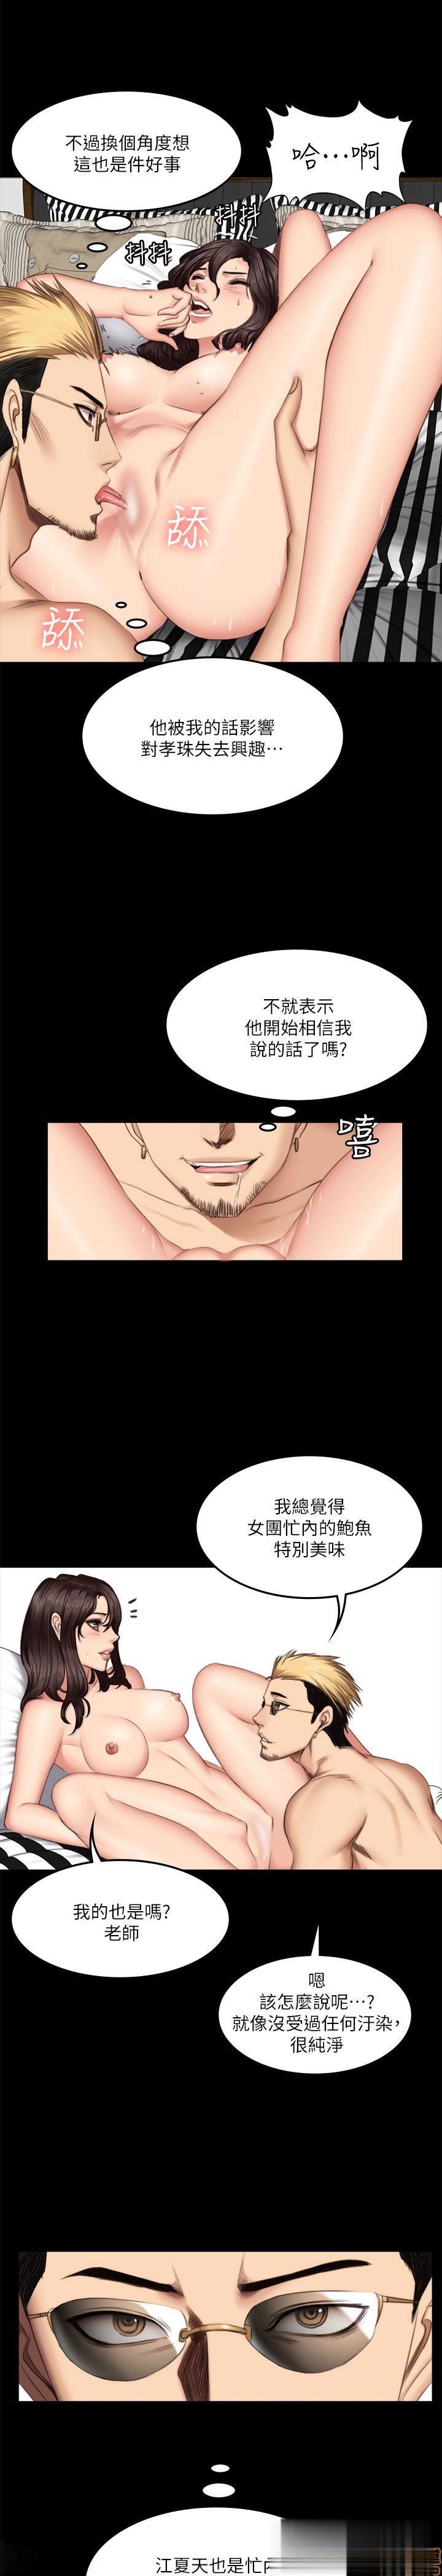 不過換個角度想
這也是件好事
哈…啊
抖抖
抖抖
舔
舔
他被我的話影響
對孝珠失去興趣…
不就表示
他開始相信我
說的話了嗎?
嘻
我總覺得
女團忙內的鮑魚
特別美味
我的也是嗎?
老師
嗯
該怎麼說呢…?
就像沒受過任何汙染,
很純淨
江夏天也是忙內